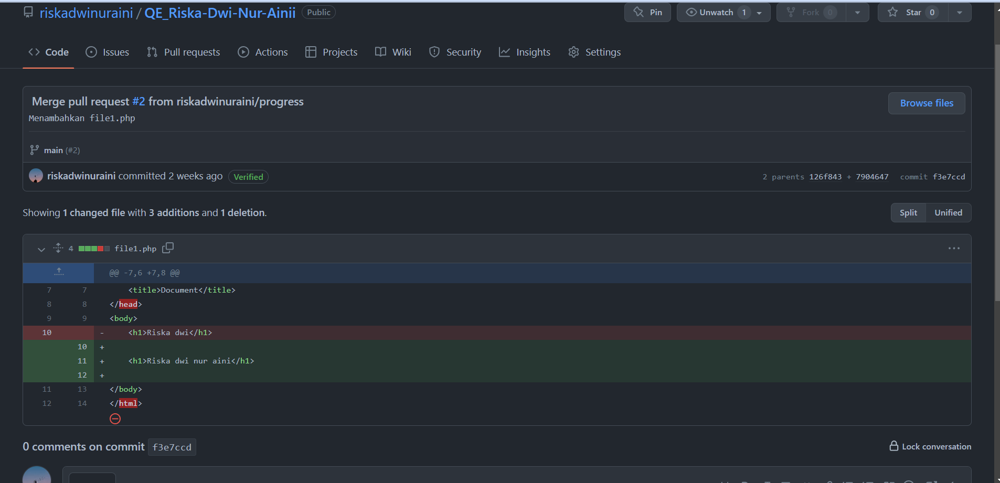 riskadwinuraini / QE_Riska-Dwi-Nur-Ainii Public Pin Unwatch 1 Fork 0 Star 0
Code Issues Pull requests Actions Projects Wiki Security Insights Settings
Merge pull request #2 from riskadwinuraini/progress
Browse files
Menambahkan file1.php
main (#2)
riskadwinuraini committed 2 weeks ago Verified 2 parents 126f843 + 7904647 commit f3e7ccd
Showing 1 changed file with 3 additions and 1 deletion. Split Unified
4 file1.php ...
@@ -7,6 +7,8 @@
7 7 <title>Document</title>
8 8 </head>
9 9 <body>
10 - <h1>Riska dwi</h1>
10 +
11 + <h1>Riska dwi nur aini</h1>
12 +
11 13 </body>
12 14 </html>
0 comments on commit f3e7ccd Lock conversation